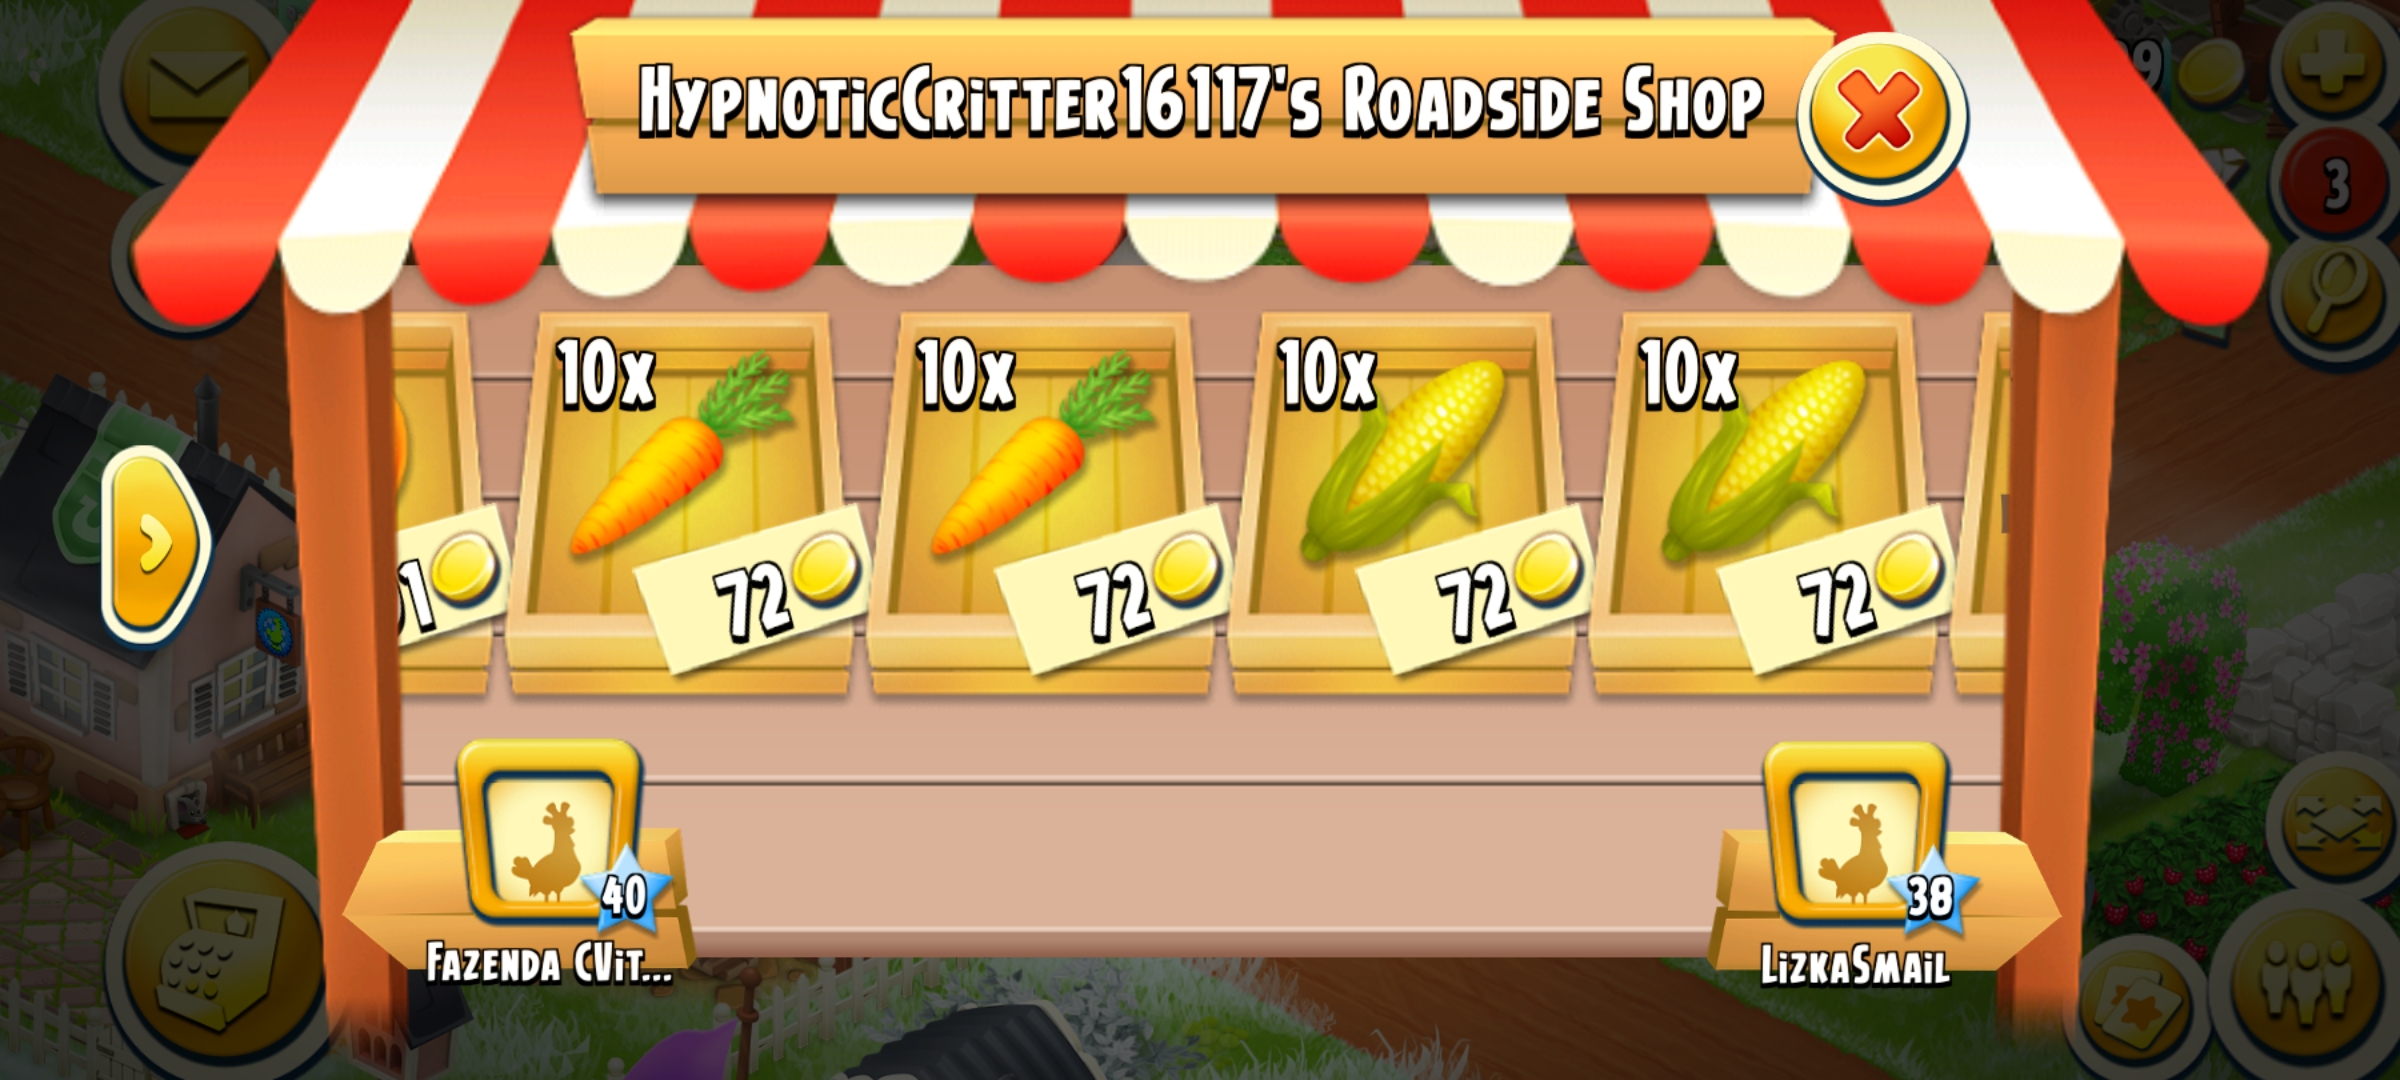 HypnoticCritter16117's Roadside Shop
3
10x 10x 10x 10x
72 72 72 72
40 38
Fazenda CVit... LizkaSmail